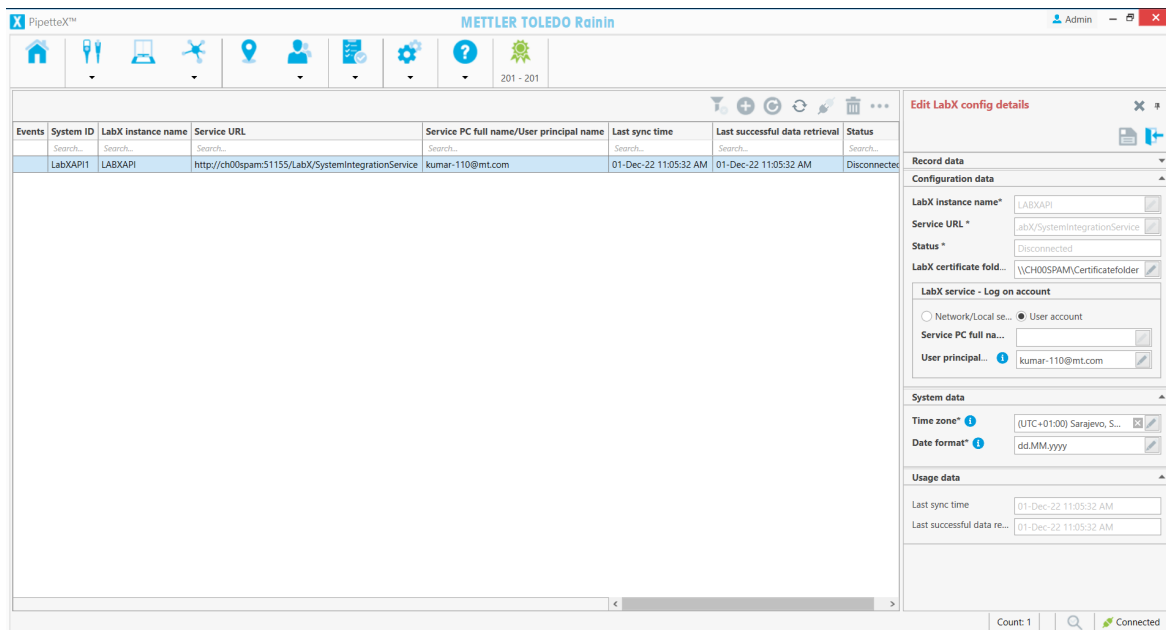 X PipetteX™ METTLER TOLEDO Rainin Admin
201 - 201
Edit LabX config details
Events System ID LabX instance name Service URL Service PC full name/User principal name Last sync time Last successful data retrieval Status
Search... Search... Search... Search... Search... Search... Search...
LabXAPI1 LABXAPI http://ch00spam:51155/LabX/SystemIntegrationService kumar-110@mt.com 01-Dec-22 11:05:32 AM 01-Dec-22 11:05:32 AM Disconnected
Record data
Configuration data
LabX instance name* LABXAPI
Service URL * .abX/SystemIntegrationService
Status * Disconnected
LabX certificate fold... \\CH00SPAM\Certificatefolder
LabX service - Log on account
Network/Local se... User account
Service PC full na...
User principal... kumar-110@mt.com
System data
Time zone* (UTC+01:00) Sarajevo, S...
Date format* dd.MM.yyyy
Usage data
Last sync time 01-Dec-22 11:05:32 AM
Last successful data re... 01-Dec-22 11:05:32 AM
Count: 1 Connected